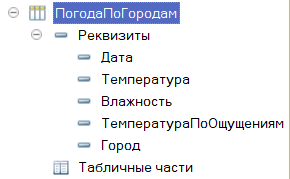 ПогодаПоГородам
Реквизиты
Дата
Температура
Влажность
ТемператураПоОщущениям
Город
Табличные части